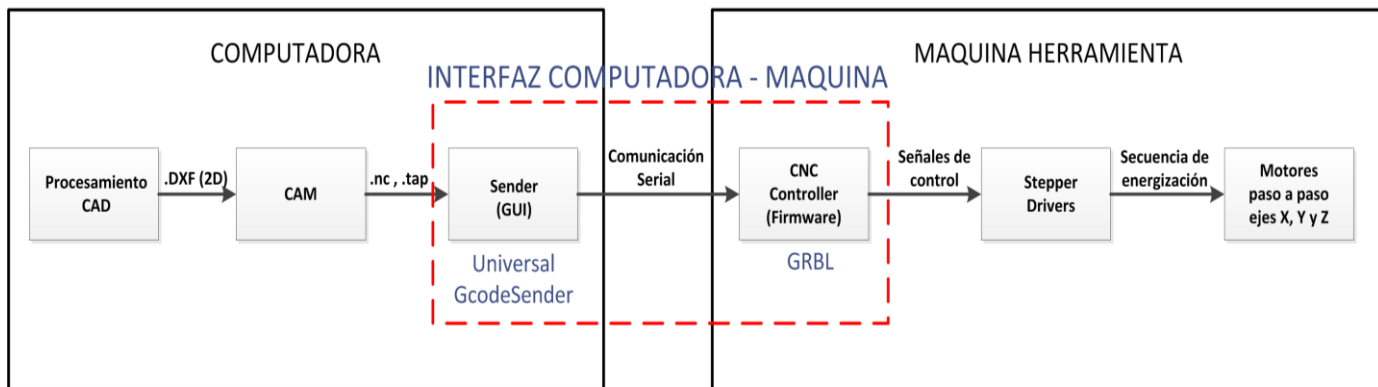 COMPUTADORA
MAQUINA HERRAMIENTA
INTERFAZ COMPUTADORA - MAQUINA
Procesamiento
CAD
.DXF (2D)
CAM
.nc , .tap
Sender
(GUI)
Universal
GcodeSender
Comunicación
Serial
CNC
Controller
(Firmware)
GRBL
Señales de
control
Stepper
Drivers
Secuencia de
energización
Motores
paso a paso
ejes X, Y y Z